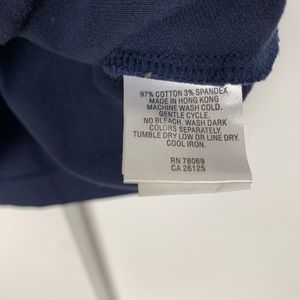 97% COTTON 3% SPANDEX
MADE IN HONG KONG
MACHINE WASH COLD.
GENTLE CYCLE.
NO BLEACH. WASH DARK
COLORS SEPARATELY.
TUMBLE DRY LOW OR LINE DRY.
COOL IRON.
RN 78069
CA 26125